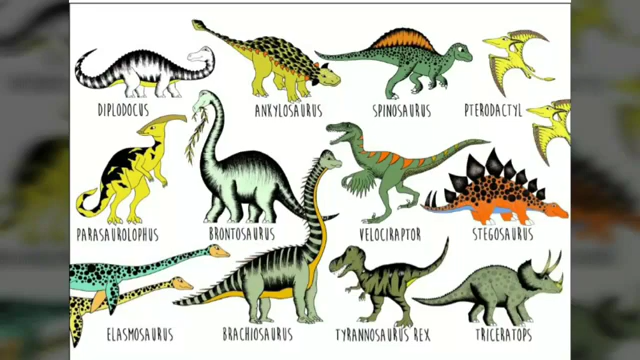 DIPLODOCUS
ANKYLOSAURUS
SPINOSAURUS
PTERODACTYL
PARASAUROLOPHUS
BRONTOSAURUS
VELOCIRAPTOR
STEGOSAURUS
ELASMOSAURUS
BRACHIOSAURUS
TYRANNOSAURUS REX
TRICERATOPS